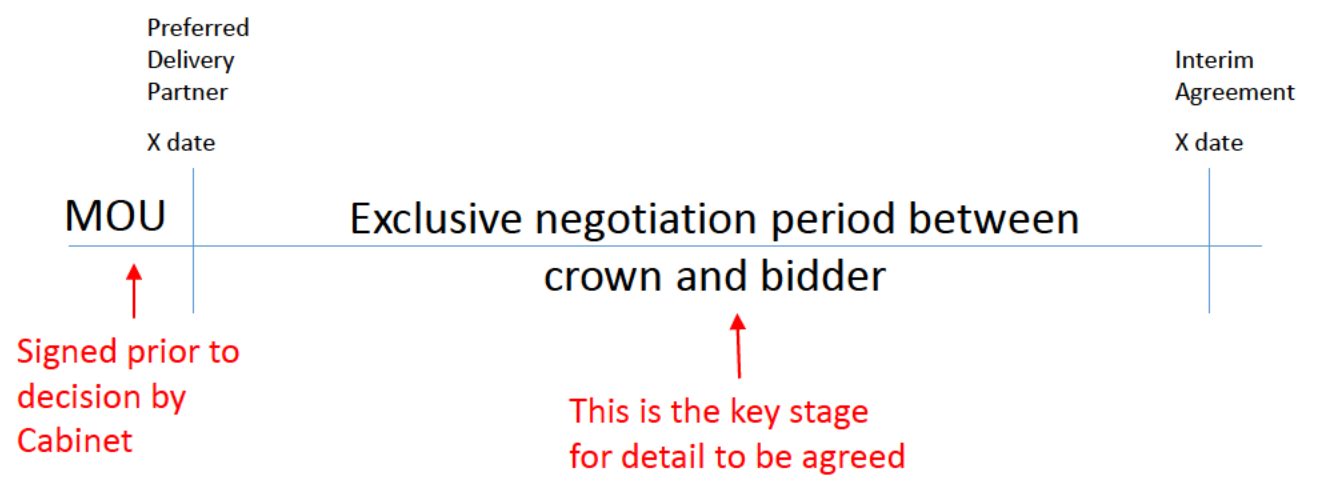 Preferred
Delivery
Partner
X date
Interim
Agreement
X date
MOU
Exclusive negotiation period between
crown and bidder
Signed prior to
decision by
Cabinet
This is the key stage
for detail to be agreed